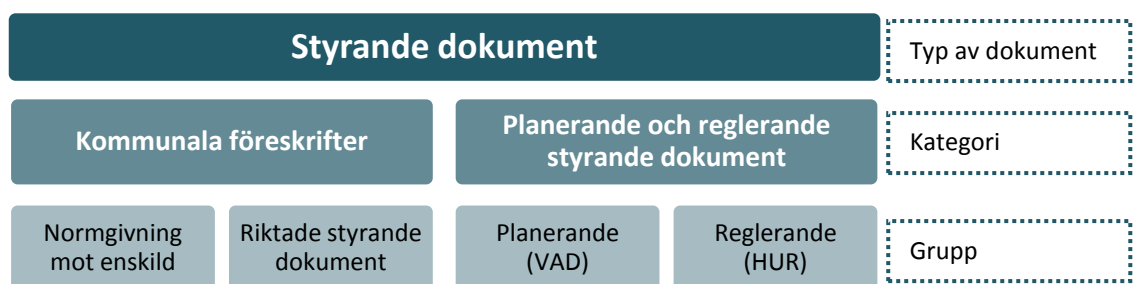 Styrande dokument
Typ av dokument
Kommunala föreskrifter
Planerande och reglerande
styrande dokument
Kategori
Normgivning
mot enskild
Riktade styrande
dokument
Planerande
(VAD)
Reglerande
(HUR)
Grupp